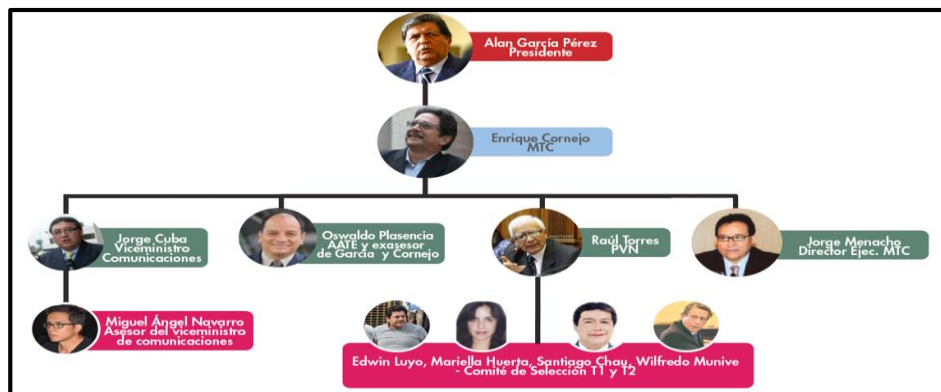 Alan García Pérez
Presidente
Enrique Cornejo
MTC
Jorge Cuba
Viceministro
Comunicaciones
Oswaldo Plasencia
AATE y exasesor
de García y Cornejo
Raúl Torres
PVN
Jorge Menacho
Director Ejec. MTC
Miguel Ángel Navarro
Asesor del viceministro
de comunicaciones
Edwin Luyo, Mariella Huerta, Santiago Chau, Wilfredo Munive
- Comité de Selección T1 y T2